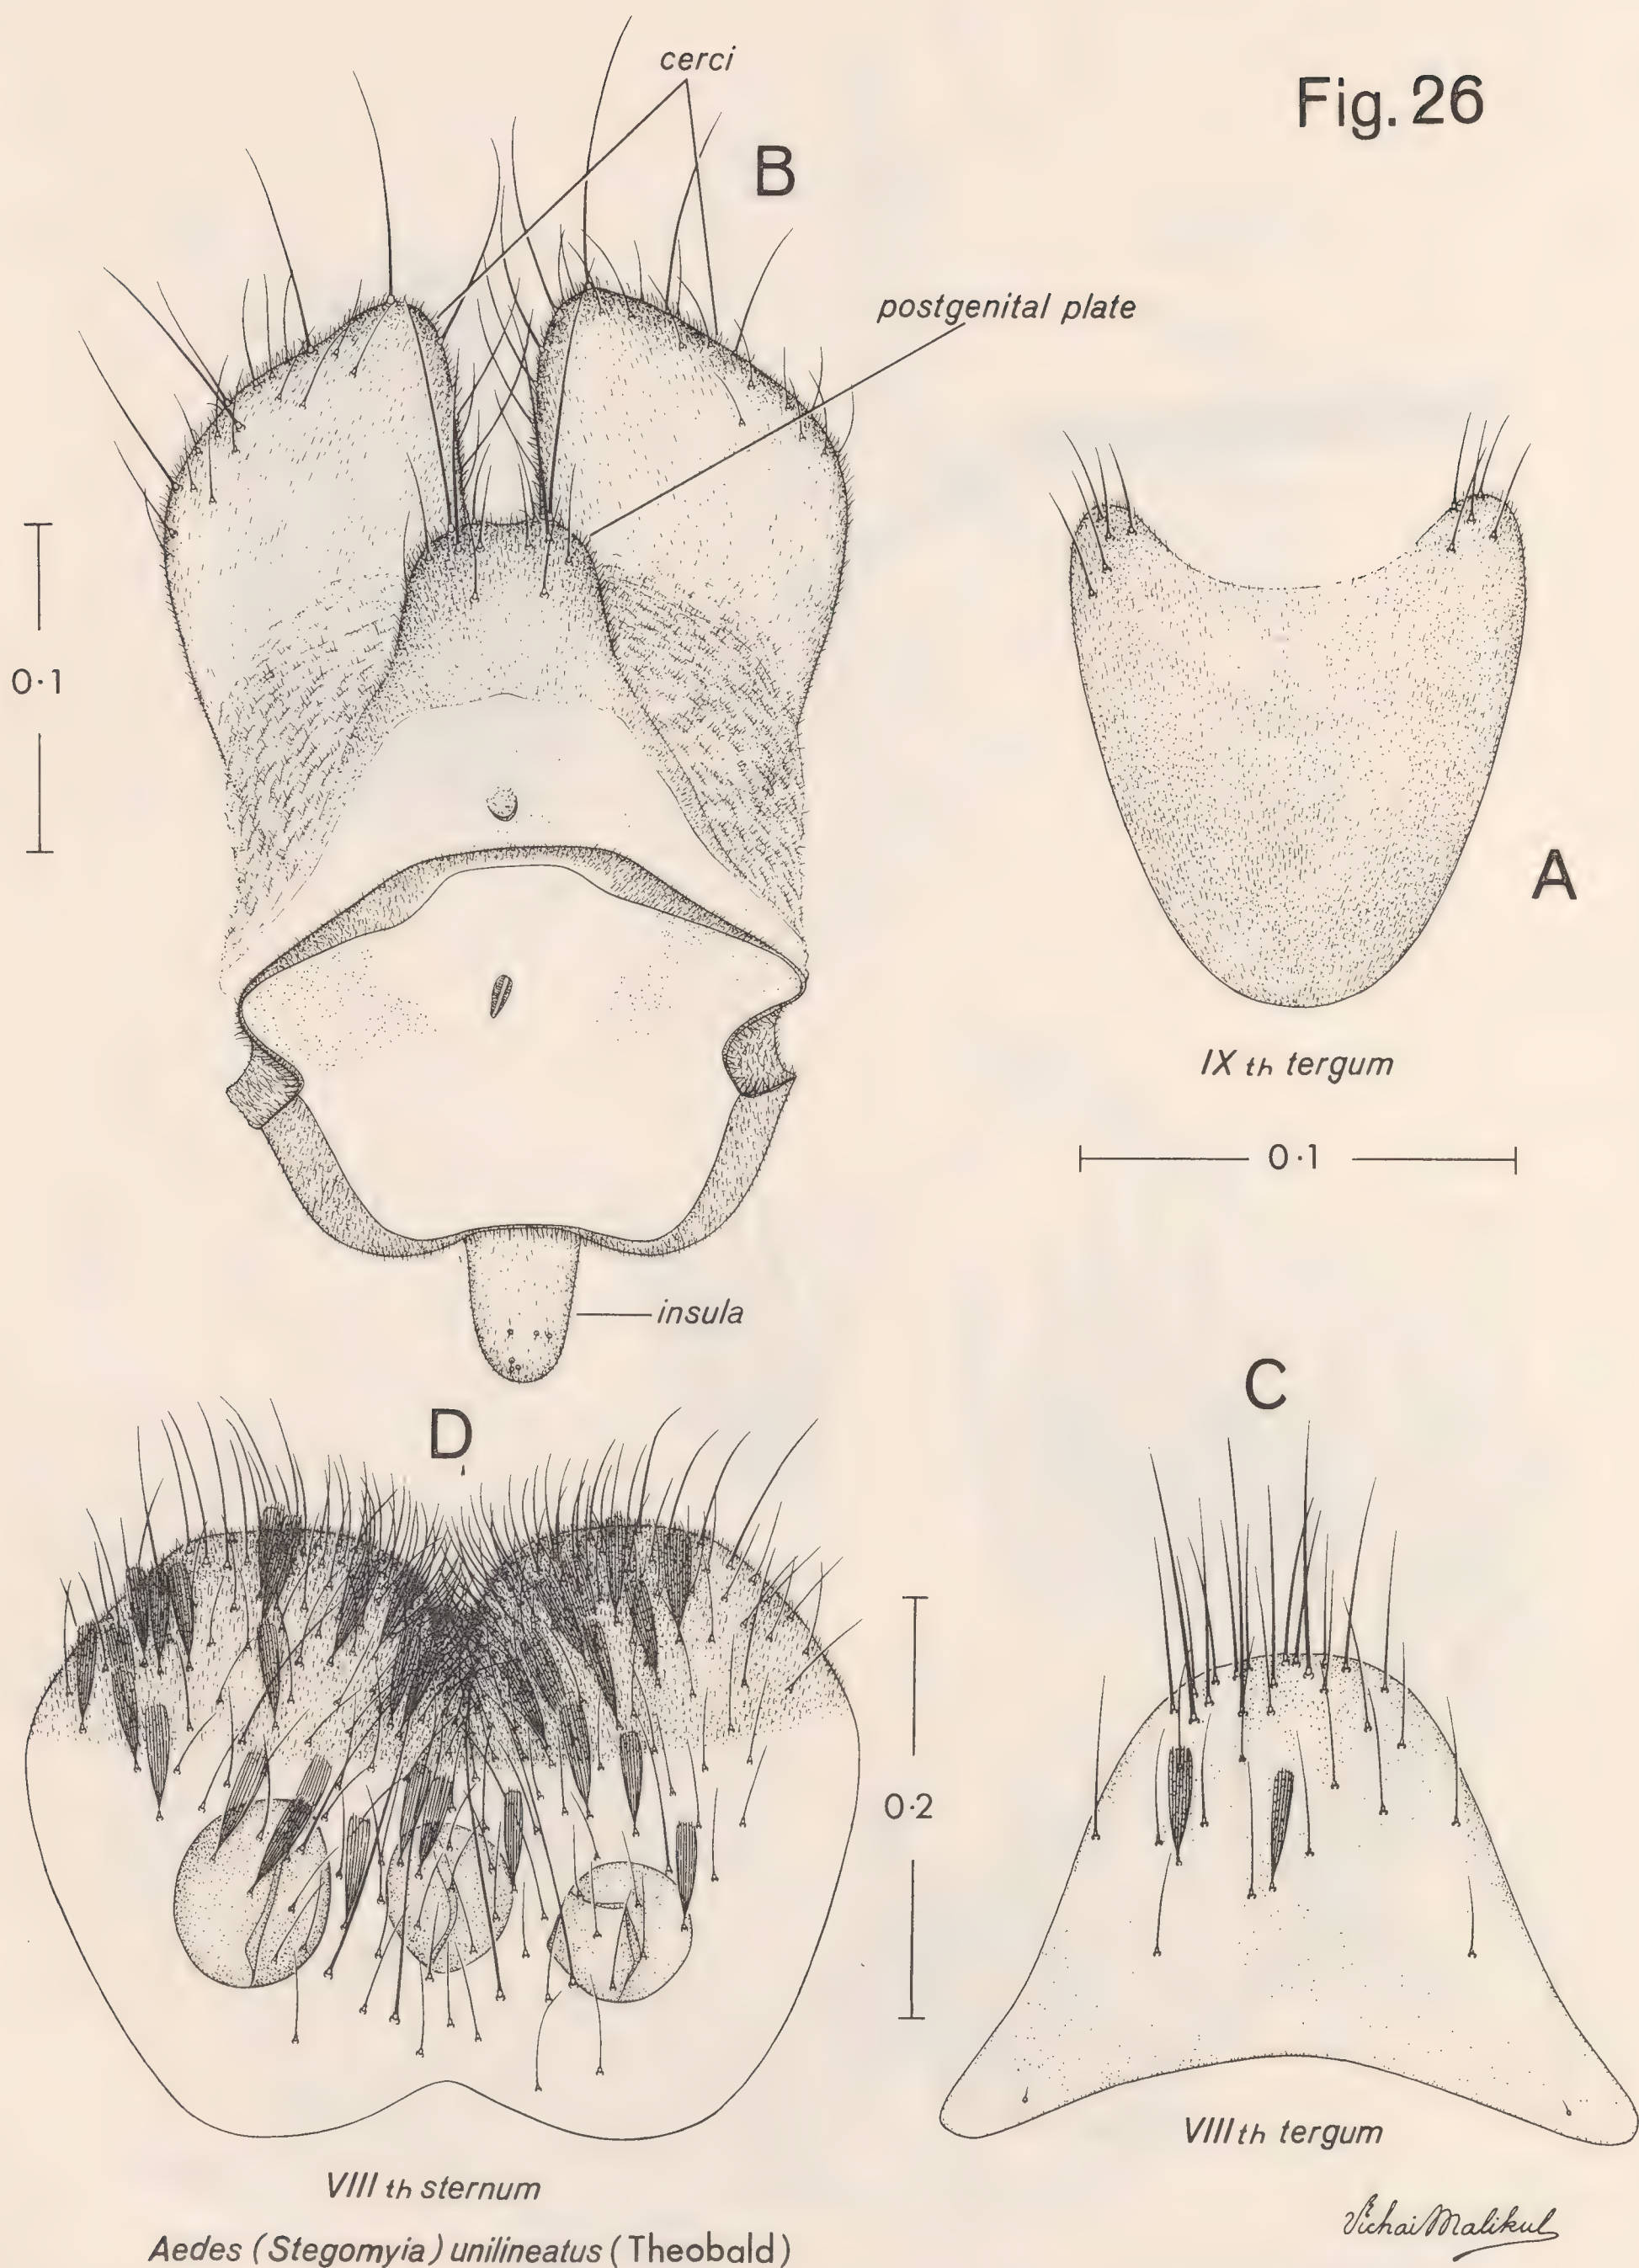 Fig. 26
cerci
B
postgenital plate
0·1
A
IX th tergum
0·1
insula
C
D
0·2
VIII th tergum
VIII th sternum
Vichai Malikul
Aedes (Stegomyia) unilineatus (Theobald)